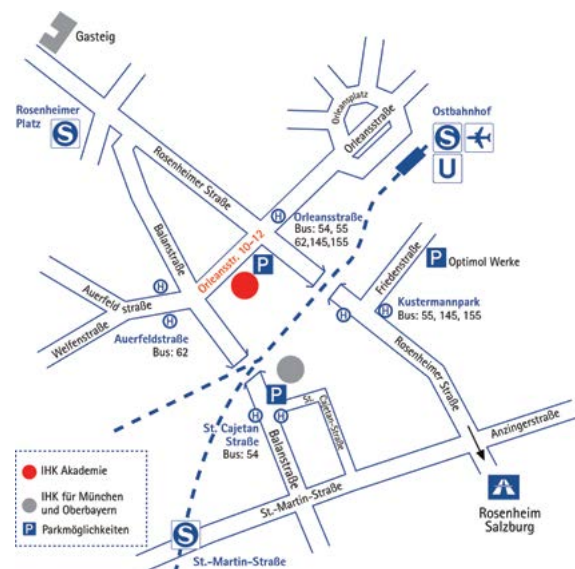 Gasteig
Rosenheimer
Platz
S
Rosenheimer Straße
Orleansplatz
Orleansstraße
Ostbahnhof
S
U
H
Orleansstraße
Bus: 54, 55
62,145,155
Orleansstr. 10–12
P
Balanstraße
H
Auerfeldstraße
Welfenstraße
H
Auerfeldstraße
Bus: 62
Friedenstraße
P Optimol Werke
H
H
Kustermannpark
Bus: 55, 145, 155
Rosenheimer Straße
P
St.
Cajetan-Straße
H
H
St. Cajetan
Straße
Bus: 54
Balanstraße
Anzingerstraße
St.-Martin-Straße
Rosenheim
Salzburg
S
St.-Martin-Straße
IHK Akademie
IHK für München
und Oberbayern
P Parkmöglichkeiten